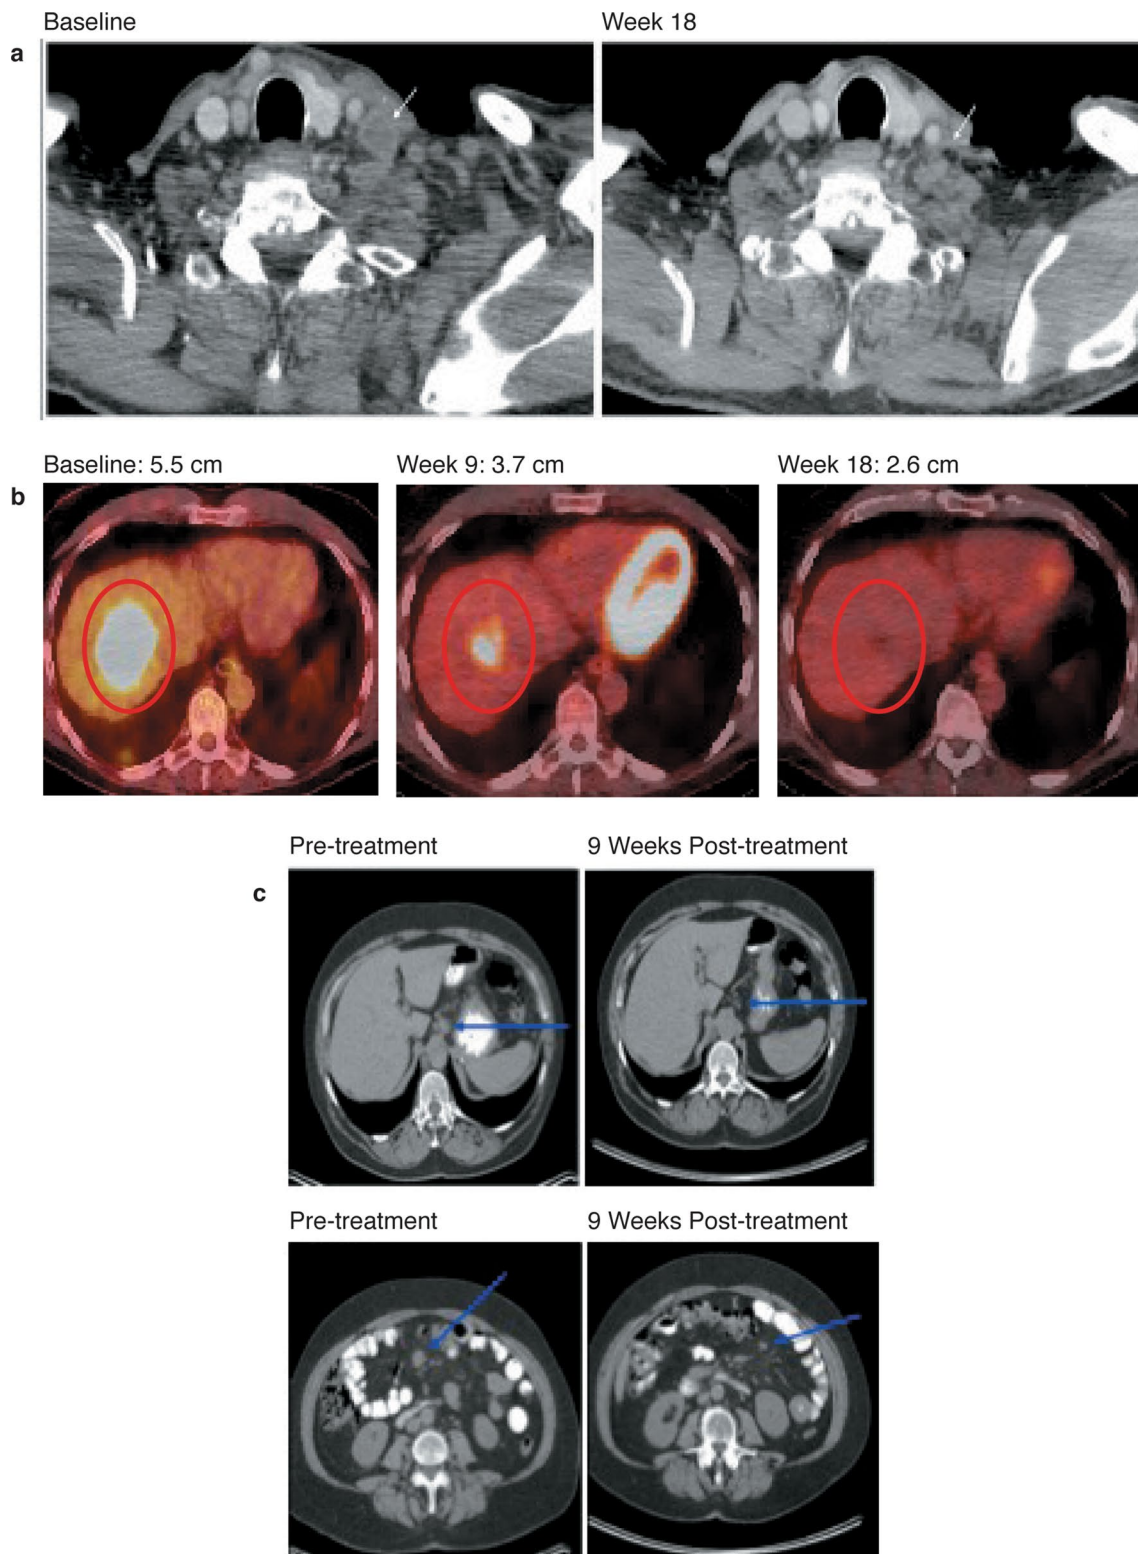 Baseline
Week 18
a
Baseline: 5.5 cm
Week 9: 3.7 cm
Week 18: 2.6 cm
b
Pre-treatment
9 Weeks Post-treatment
c
Pre-treatment
9 Weeks Post-treatment